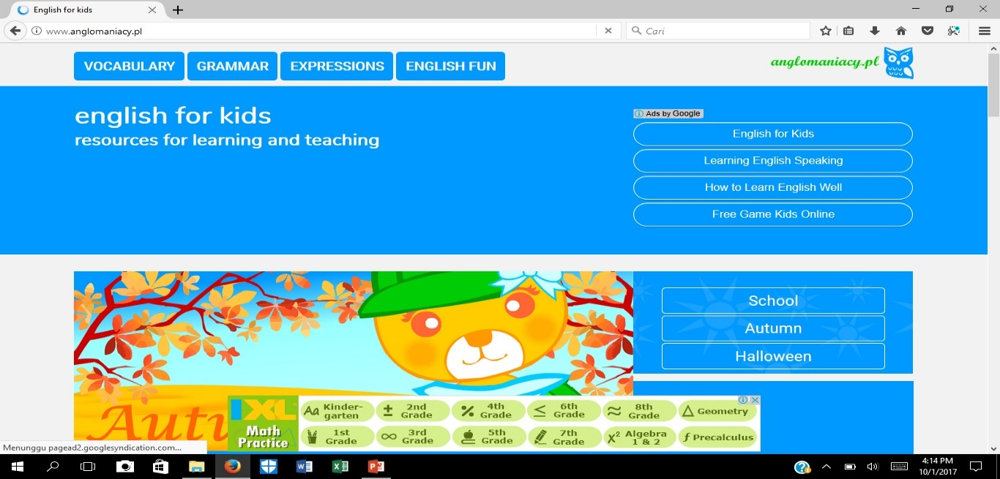 English for kids
www.anglomaniacy.pl
Cari
VOCABULARY GRAMMAR EXPRESSIONS ENGLISH FUN
anglomaniacy.pl
english for kids
resources for learning and teaching
Ads by Google
English for Kids
Learning English Speaking
How to Learn English Well
Free Game Kids Online
School
Autumn
Halloween
IXL
Math
Practice
Aa Kinder-
garten
± 2nd
Grade
% 4th
Grade
≤ 6th
Grade
≈ 8th
Grade
Geometry
1st
Grade
∞ 3rd
Grade
5th
Grade
7th
Grade
x² Algebra
1 & 2
f Precalculus
Menunggu pagead2.googlesyndication.com...
4:14 PM
10/1/2017